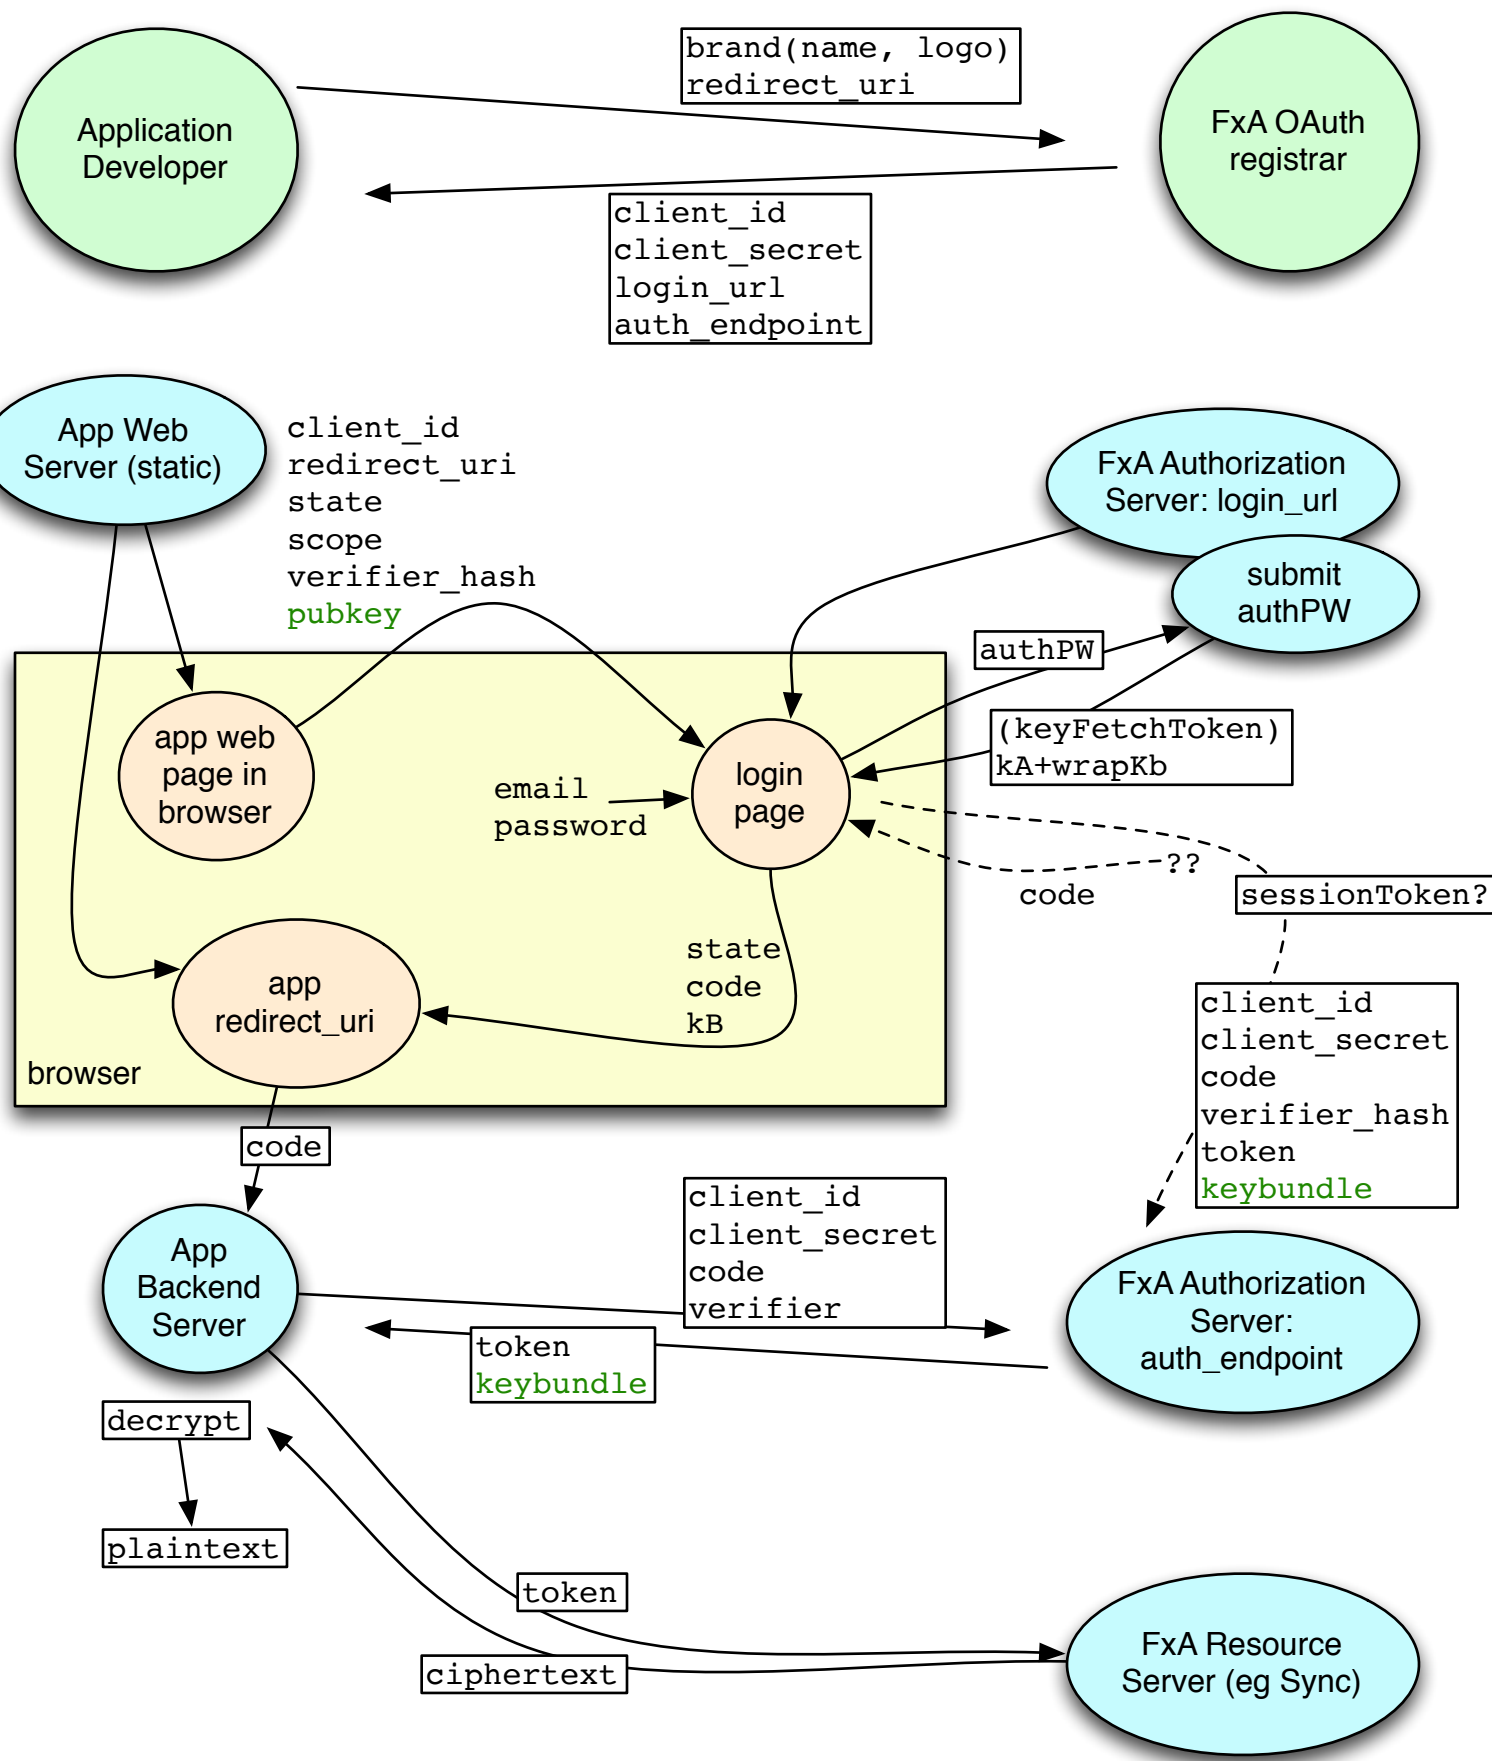 Application
Developer
brand(name, logo)
redirect_uri
FxA OAuth
registrar
client_id
client_secret
login_url
auth_endpoint
App Web
Server (static)
client_id
redirect_uri
state
scope
verifier_hash
pubkey
FxA Authorization
Server: login_url
submit
authPW
authPW
(keyFetchToken)
kA+wrapKb
app web
page in
browser
email
password
login
page
??
code
sessionToken?
state
code
kB
app
redirect_uri
browser
client_id
client_secret
code
verifier_hash
token
keybundle
code
App
Backend
Server
client_id
client_secret
code
verifier
token
keybundle
FxA Authorization
Server:
auth_endpoint
decrypt
plaintext
token
ciphertext
FxA Resource
Server (eg Sync)